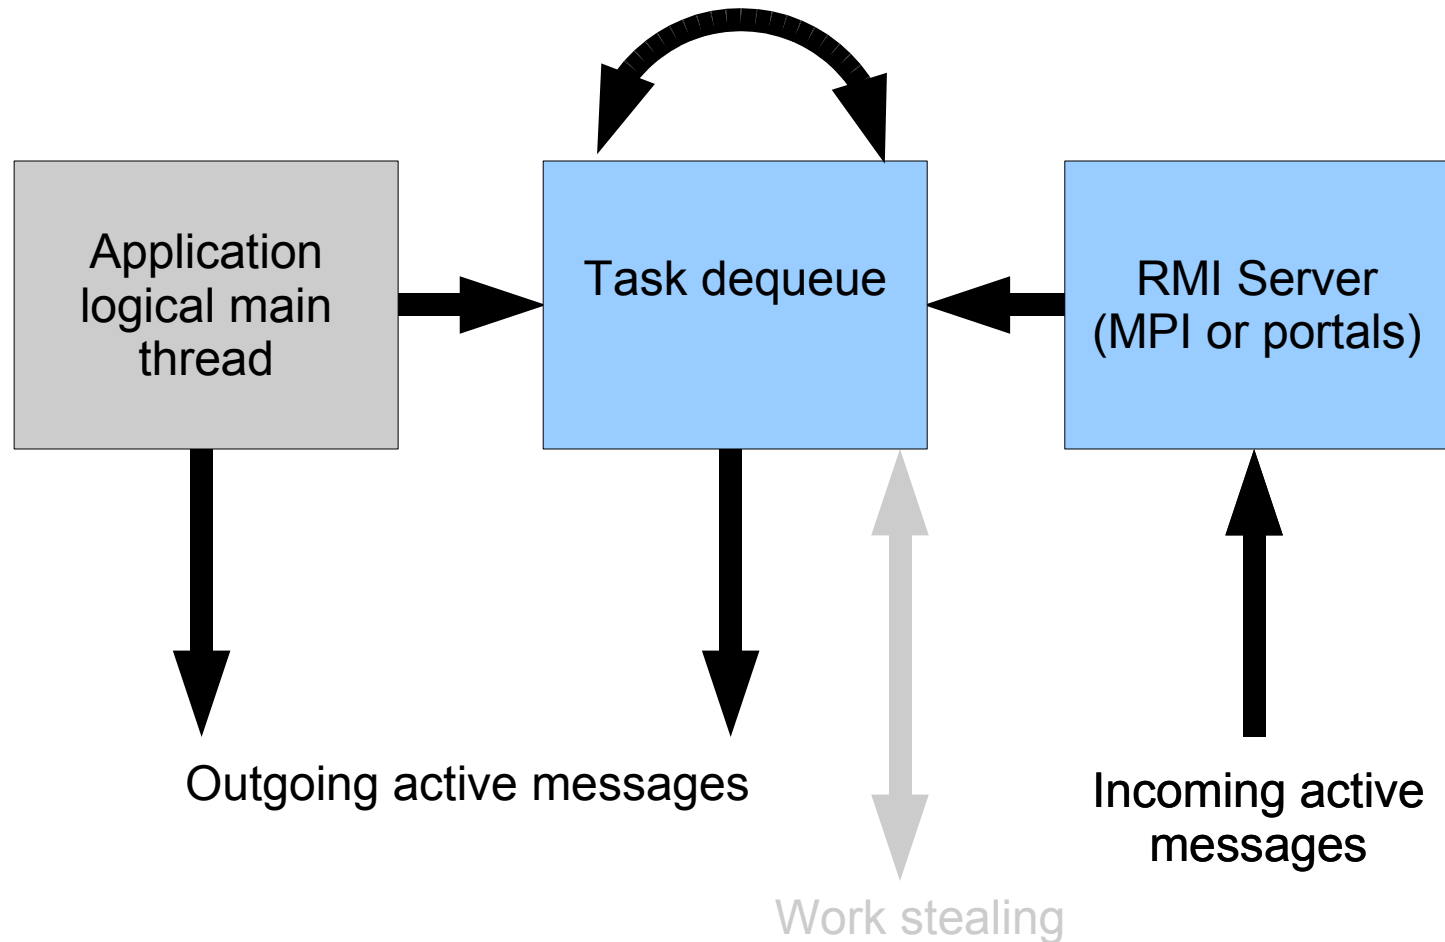 Application
logical main
thread
Task dequeue
RMI Server
(MPI or portals)
Outgoing active messages
Incoming active
messages
Work stealing